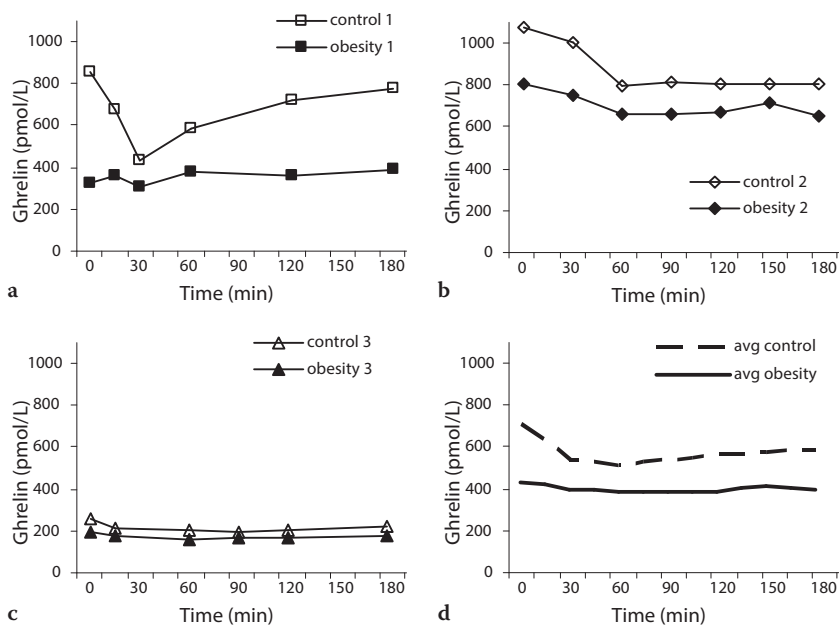 control 1
obesity 1
Ghrelin (pmol/L)
1000
800
600
400
200
0
0 30 60 90 120 150 180
Time (min)
a
1000
800
600
400
200
0
Ghrelin (pmol/L)
control 2
obesity 2
0 30 60 90 120 150 180
Time (min)
b
control 3
obesity 3
Ghrelin (pmol/L)
1000
800
600
400
200
0
0 30 60 90 120 150 180
Time (min)
c
avg control
avg obesity
Ghrelin (pmol/L)
1000
800
600
400
200
0
0 30 60 90 120 150 180
Time (min)
d